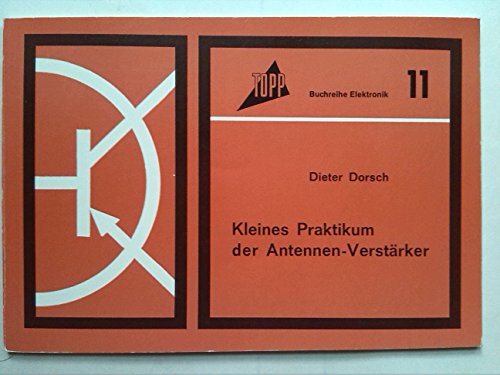 TOPP
Buchreihe Elektronik 11
Dieter Dorsch
Kleines Praktikum
der Antennen-Verstärker